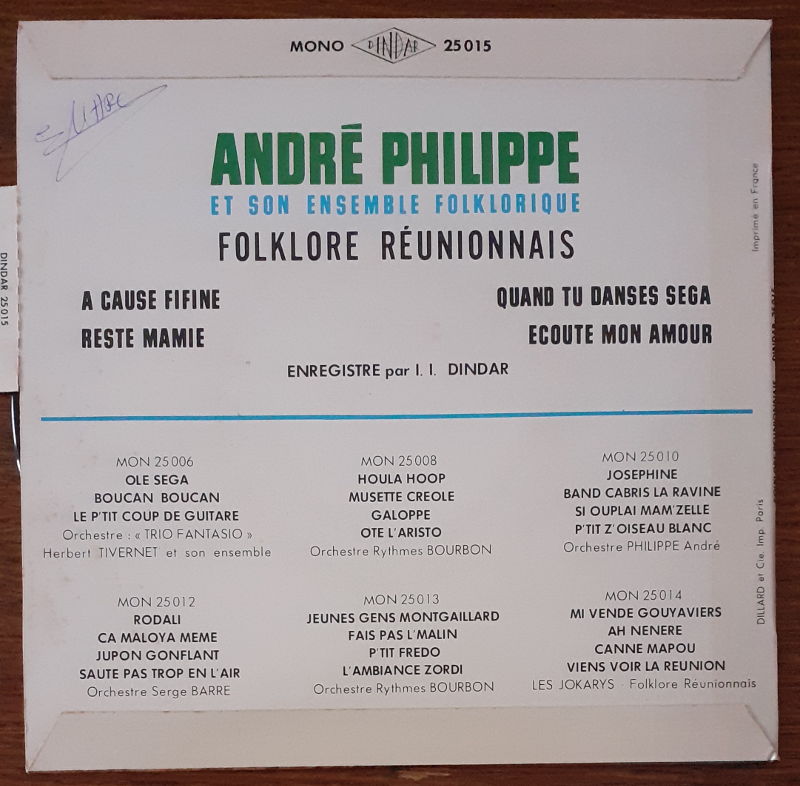 MONO DINDAR 25015
ANDRÉ PHILIPPE
ET SON ENSEMBLE FOLKLORIQUE
FOLKLORE RÉUNIONNAIS
A CAUSE FIFINE
RESTE MAMIE
QUAND TU DANSES SEGA
ECOUTE MON AMOUR
ENREGISTRE par I. I. DINDAR
MON 25006
OLE SEGA
BOUCAN BOUCAN
LE P'TIT COUP DE GUITARE
Orchestre : « TRIO FANTASIO »
Herbert TIVERNET et son ensemble
MON 25008
HOULA HOOP
MUSETTE CREOLE
GALOPPE
OTE L'ARISTO
Orchestre Rythmes BOURBON
MON 25010
JOSEPHINE
BAND CABRIS LA RAVINE
SI OUPLAI MAM'ZELLE
P'TIT Z'OISEAU BLANC
Orchestre PHILIPPE André
MON 25012
RODALI
CA MALOYA MEME
JUPON GONFLANT
SAUTE PAS TROP EN L'AIR
Orchestre Serge BARRE
MON 25013
JEUNES GENS MONTGAILLARD
FAIS PAS L'MALIN
P'TIT FREDO
L'AMBIANCE ZORDI
Orchestre Rythmes BOURBON
MON 25014
MI VENDE GOUYAVIERS
AH NENERE
CANNE MAPOU
VIENS VOIR LA REUNION
LES JOKARYS - Folklore Réunionnais
Imprimé en France
DILLARD et Cie. Imp. Paris
DINDAR 25015